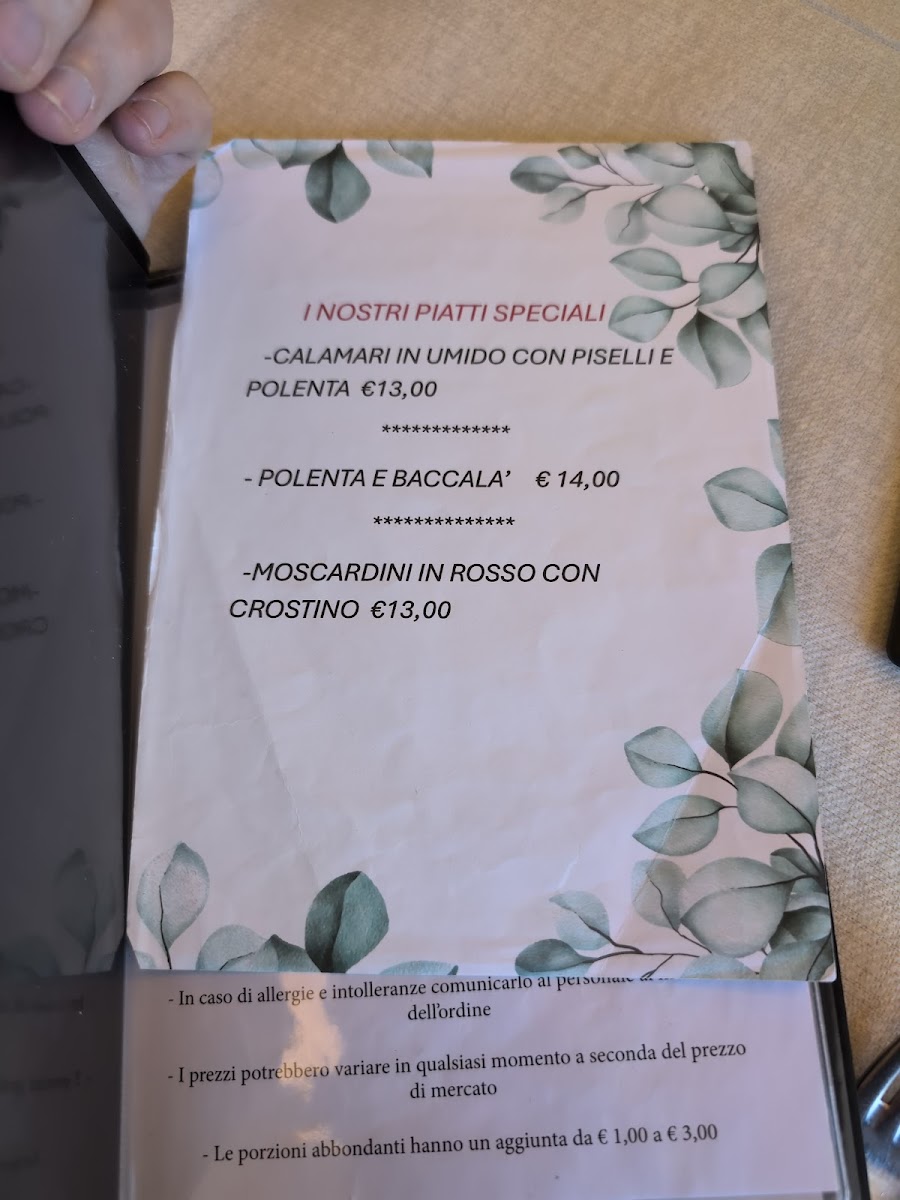 I NOSTRI PIATTI SPECIALI
-CALAMARI IN UMIDO CON PISELLI E
POLENTA €13,00
*************
- POLENTA E BACCALA’ € 14,00
**************
-MOSCARDINI IN ROSSO CON
CROSTINO €13,00
- In caso di allergie e intolleranze comunicarlo al personale
dell'ordine
- I prezzi potrebbero variare in qualsiasi momento a seconda del prezzo
di mercato
- Le porzioni abbondanti hanno un aggiunta da € 1,00 a € 3,00